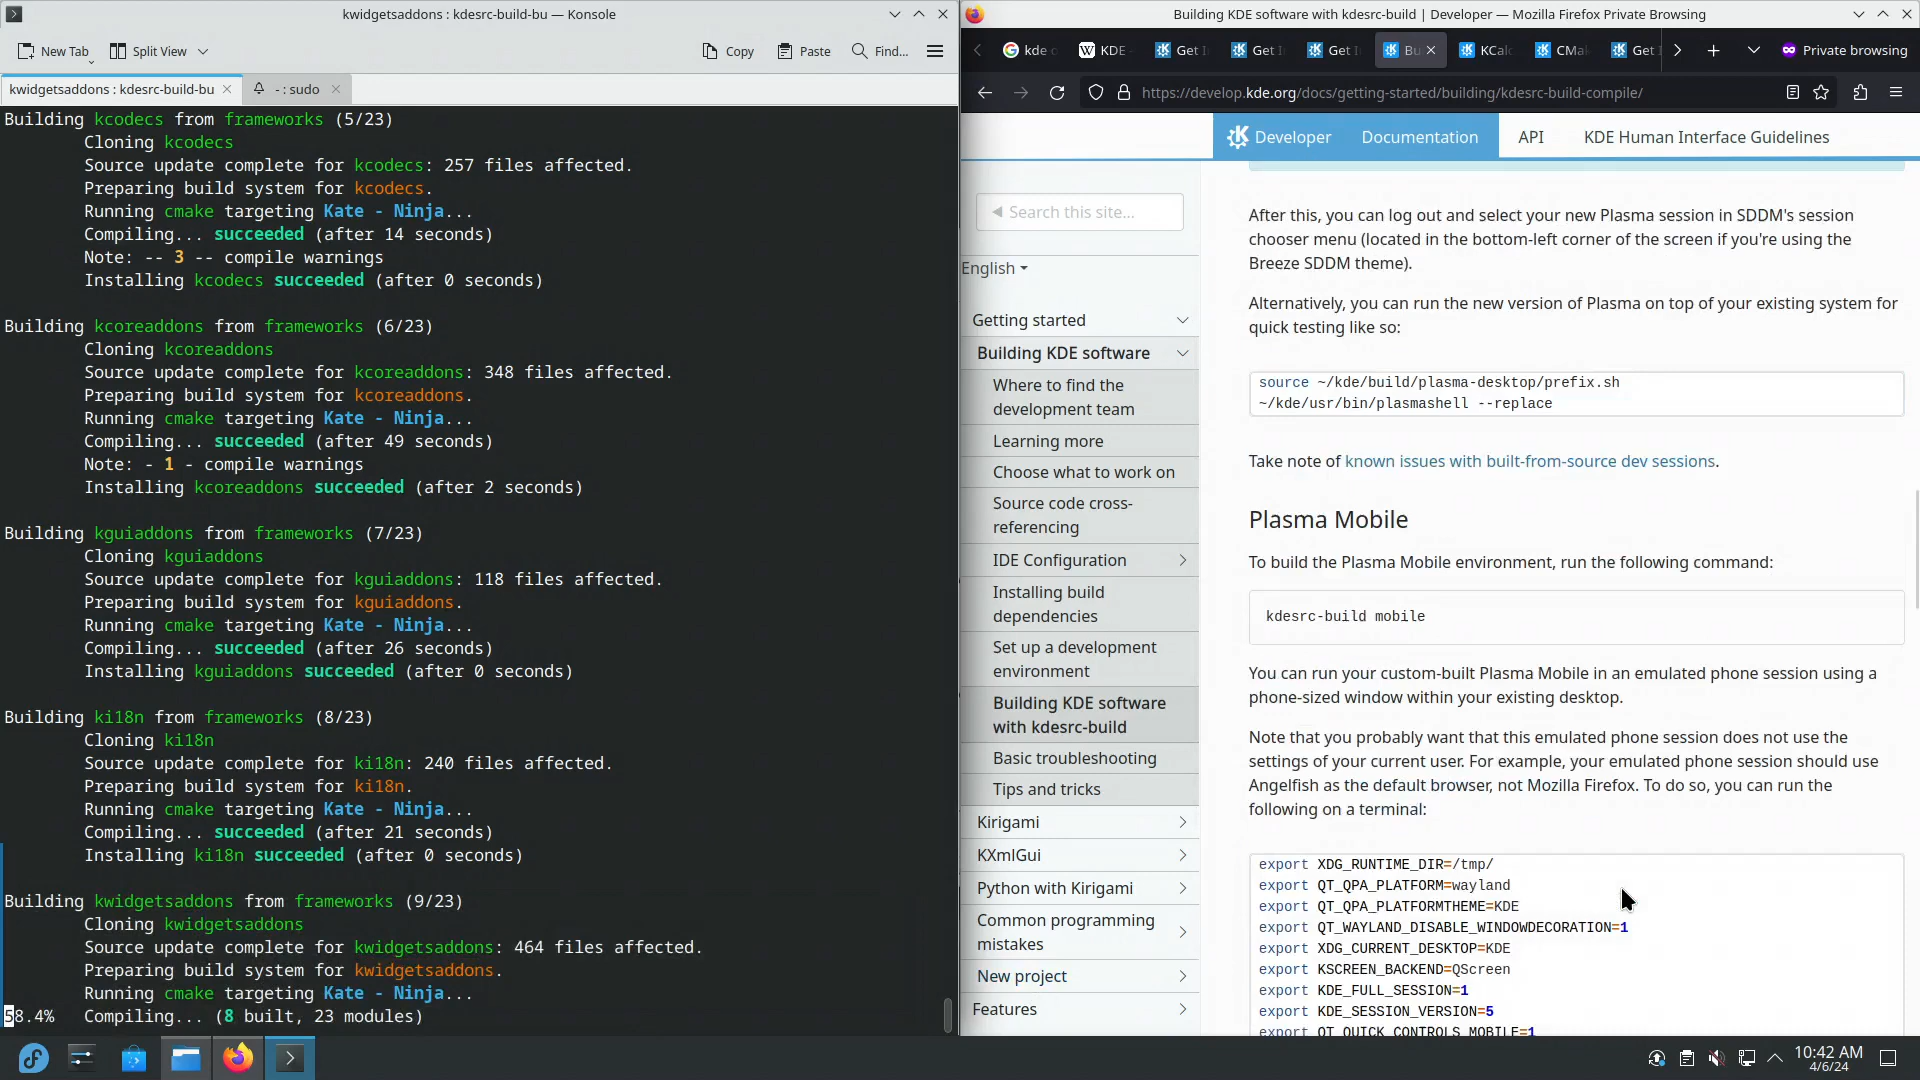 kwidgetsaddons : kdesrc-build-bu — Konsole
New Tab
Split View
Copy
Paste
Find...
kwidgetsaddons : kdesrc-build-bu
- : sudo
Building kcodecs from frameworks (5/23)
Cloning kcodecs
Source update complete for kcodecs: 257 files affected.
Preparing build system for kcodecs.
Running cmake targeting Kate - Ninja...
Compiling... succeeded (after 14 seconds)
Note: -- 3 -- compile warnings
Installing kcodecs succeeded (after 0 seconds)
Building kcoreaddons from frameworks (6/23)
Cloning kcoreaddons
Source update complete for kcoreaddons: 348 files affected.
Preparing build system for kcoreaddons.
Running cmake targeting Kate - Ninja...
Compiling... succeeded (after 49 seconds)
Note: - 1 - compile warnings
Installing kcoreaddons succeeded (after 2 seconds)
Building kguiaddons from frameworks (7/23)
Cloning kguiaddons
Source update complete for kguiaddons: 118 files affected.
Preparing build system for kguiaddons.
Running cmake targeting Kate - Ninja...
Compiling... succeeded (after 26 seconds)
Installing kguiaddons succeeded (after 0 seconds)
Building ki18n from frameworks (8/23)
Cloning ki18n
Source update complete for ki18n: 240 files affected.
Preparing build system for ki18n.
Running cmake targeting Kate - Ninja...
Compiling... succeeded (after 21 seconds)
Installing ki18n succeeded (after 0 seconds)
Building kwidgetsaddons from frameworks (9/23)
Cloning kwidgetsaddons
Source update complete for kwidgetsaddons: 464 files affected.
Preparing build system for kwidgetsaddons.
Running cmake targeting Kate - Ninja...
58.4% Compiling... (8 built, 23 modules)
Building KDE software with kdesrc-build | Developer — Mozilla Firefox Private Browsing
kde
KDE
Get
Get
Get
Bu
KCal
CMa
Get
Private browsing
https://develop.kde.org/docs/getting-started/building/kdesrc-build-compile/
Developer
Documentation
API
KDE Human Interface Guidelines
Search this site...
English
Getting started
Building KDE software
Where to find the
development team
Learning more
Choose what to work on
Source code cross-
referencing
IDE Configuration
Installing build
dependencies
Set up a development
environment
Building KDE software
with kdesrc-build
Basic troubleshooting
Tips and tricks
Kirigami
KXmlGui
Python with Kirigami
Common programming
mistakes
New project
Features
After this, you can log out and select your new Plasma session in SDDM's session
chooser menu (located in the bottom-left corner of the screen if you're using the
Breeze SDDM theme).
Alternatively, you can run the new version of Plasma on top of your existing system for
quick testing like so:
source ~/kde/build/plasma-desktop/prefix.sh
~/kde/usr/bin/plasmashell --replace
Take note of known issues with built-from-source dev sessions.
Plasma Mobile
To build the Plasma Mobile environment, run the following command:
kdesrc-build mobile
You can run your custom-built Plasma Mobile in an emulated phone session using a
phone-sized window within your existing desktop.
Note that you probably want that this emulated phone session does not use the
settings of your current user. For example, your emulated phone session should use
Angelfish as the default browser, not Mozilla Firefox. To do so, you can run the
following on a terminal:
export XDG_RUNTIME_DIR=/tmp/
export QT_QPA_PLATFORM=wayland
export QT_QPA_PLATFORMTHEME=KDE
export QT_WAYLAND_DISABLE_WINDOWDECORATION=1
export XDG_CURRENT_DESKTOP=KDE
export KSCREEN_BACKEND=QScreen
export KDE_FULL_SESSION=1
export KDE_SESSION_VERSION=5
export QT_QUICK_CONTROLS_MOBILE=1
10:42 AM
4/6/24